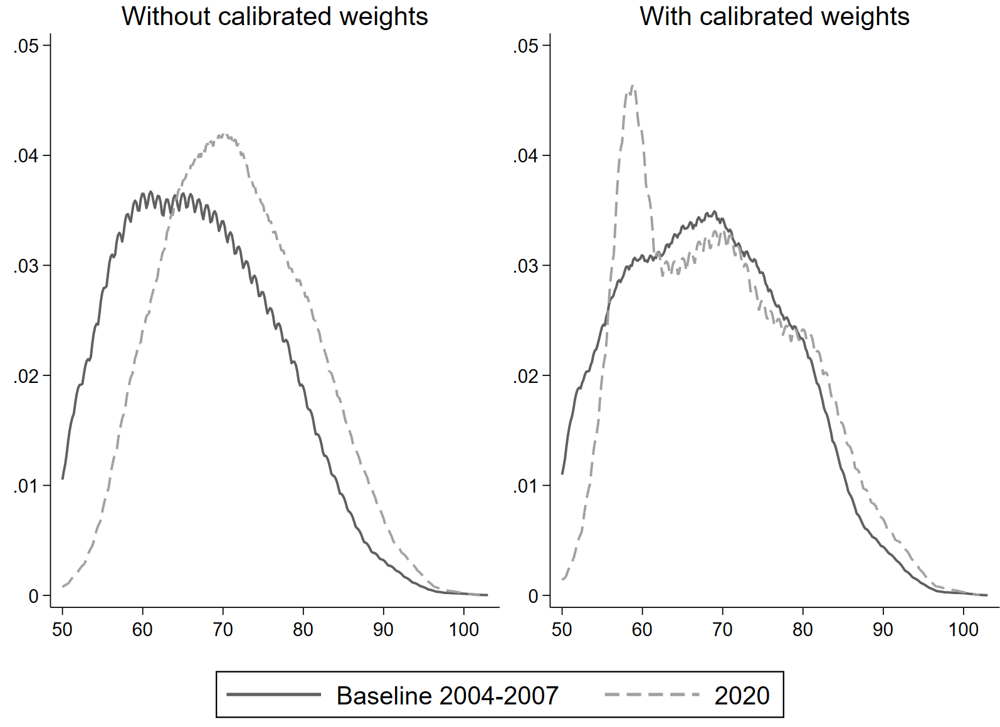 Without calibrated weights
With calibrated weights
.05
.04
.03
.02
.01
0
50 60 70 80 90 100
.05
.04
.03
.02
.01
0
50 60 70 80 90 100
Baseline 2004-2007 2020